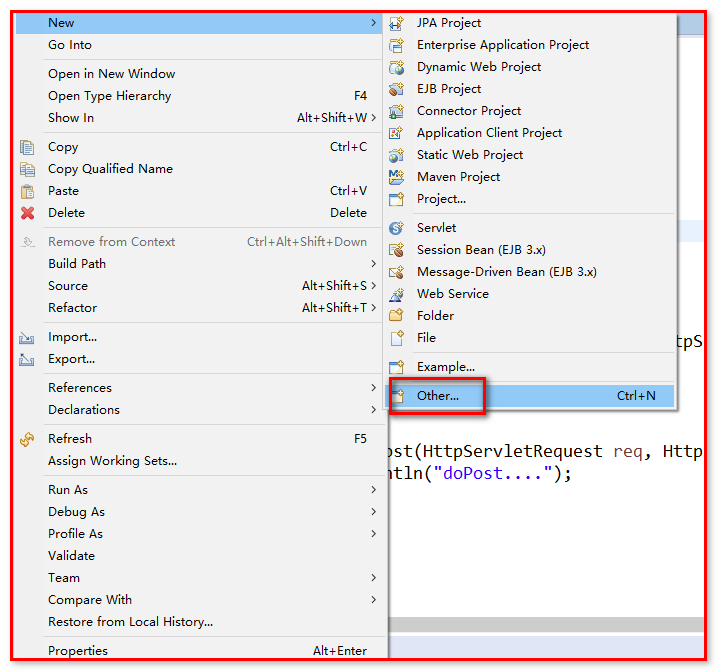 New >
Go Into
Open in New Window
Open Type Hierarchy F4
Show In Alt+Shift+W >
Copy Ctrl+C
Copy Qualified Name
Paste Ctrl+V
Delete Delete
Remove from Context Ctrl+Alt+Shift+Down
Build Path >
Source Alt+Shift+S >
Refactor Alt+Shift+T >
Import...
Export...
References >
Declarations >
Refresh F5
Assign Working Sets...
Run As >
Debug As >
Profile As >
Validate
Team >
Compare With >
Restore from Local History...
Properties Alt+Enter
JPA Project
Enterprise Application Project
Dynamic Web Project
EJB Project
Connector Project
Application Client Project
Static Web Project
Maven Project
Project...
Servlet
Session Bean (EJB 3.x)
Message-Driven Bean (EJB 3.x)
Web Service
Folder
File
Example...
Other... Ctrl+N
tpS
ost(HttpServletRequest req, Http
ntln("doPost....");